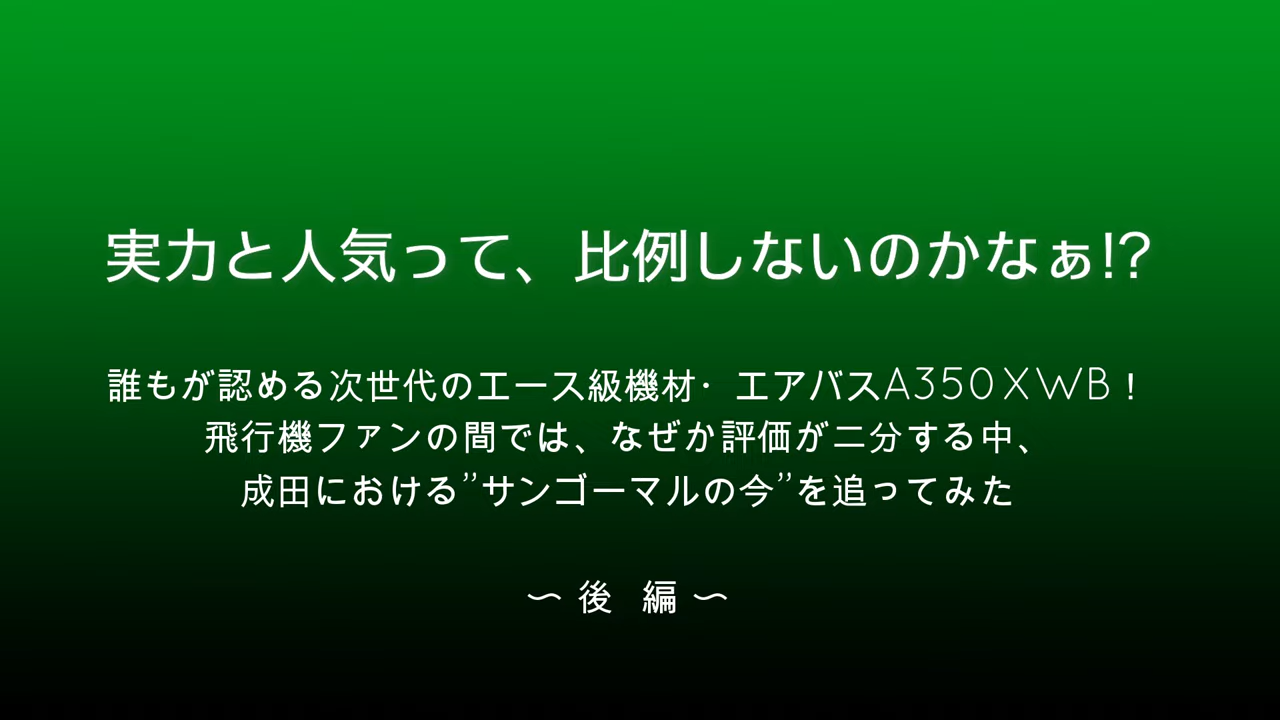 実力と人気って、比例しないのかなぁ!?
誰もが認める次世代のエース級機材・エアバスA350XWB！
飛行機ファンの間では、なぜか評価が二分する中、
成田における”サンゴーマルの今”を追ってみた
〜 後 編 〜